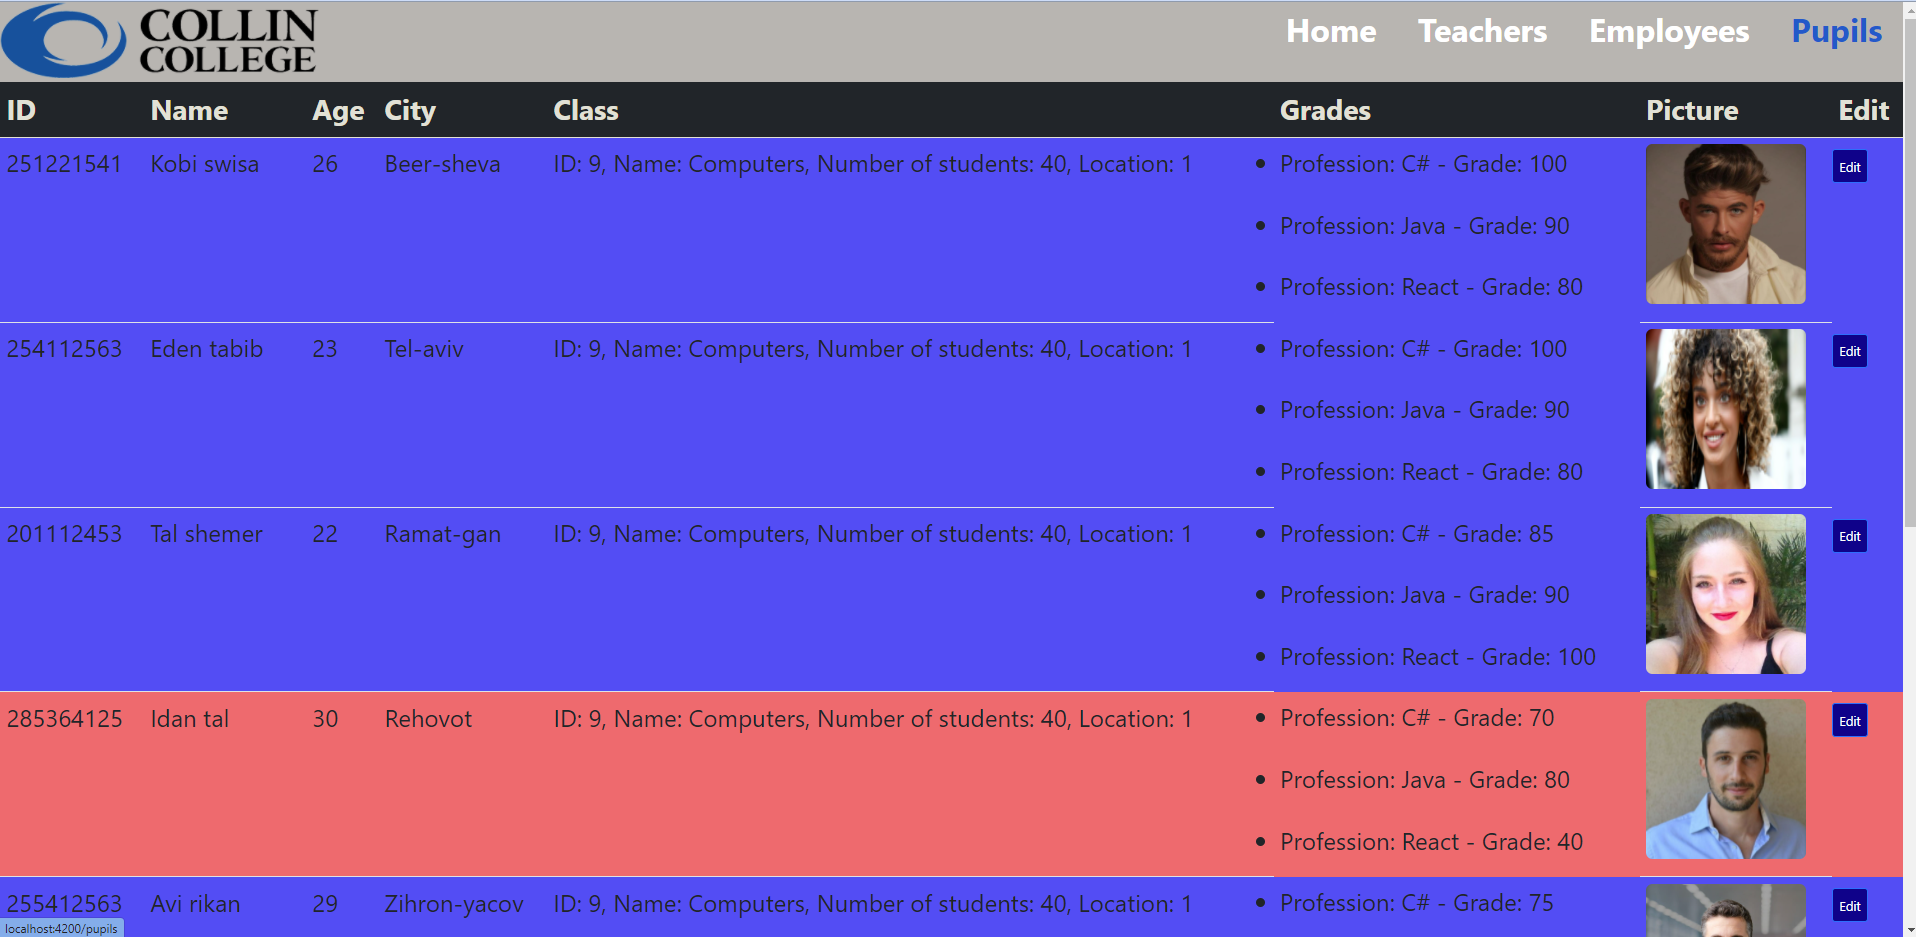 COLLIN
COLLEGE
Home Teachers Employees Pupils
ID Name Age City Class Grades Picture Edit
251221541 Kobi swisa 26 Beer-sheva ID: 9, Name: Computers, Number of students: 40, Location: 1 • Profession: C# - Grade: 100 Edit
• Profession: Java - Grade: 90
• Profession: React - Grade: 80
254112563 Eden tabib 23 Tel-aviv ID: 9, Name: Computers, Number of students: 40, Location: 1 • Profession: C# - Grade: 100 Edit
• Profession: Java - Grade: 90
• Profession: React - Grade: 80
201112453 Tal shemer 22 Ramat-gan ID: 9, Name: Computers, Number of students: 40, Location: 1 • Profession: C# - Grade: 85 Edit
• Profession: Java - Grade: 90
• Profession: React - Grade: 100
285364125 Idan tal 30 Rehovot ID: 9, Name: Computers, Number of students: 40, Location: 1 • Profession: C# - Grade: 70 Edit
• Profession: Java - Grade: 80
• Profession: React - Grade: 40
255412563 Avi rikan 29 Zihron-yacov ID: 9, Name: Computers, Number of students: 40, Location: 1 • Profession: C# - Grade: 75 Edit
localhost:4200/pupils